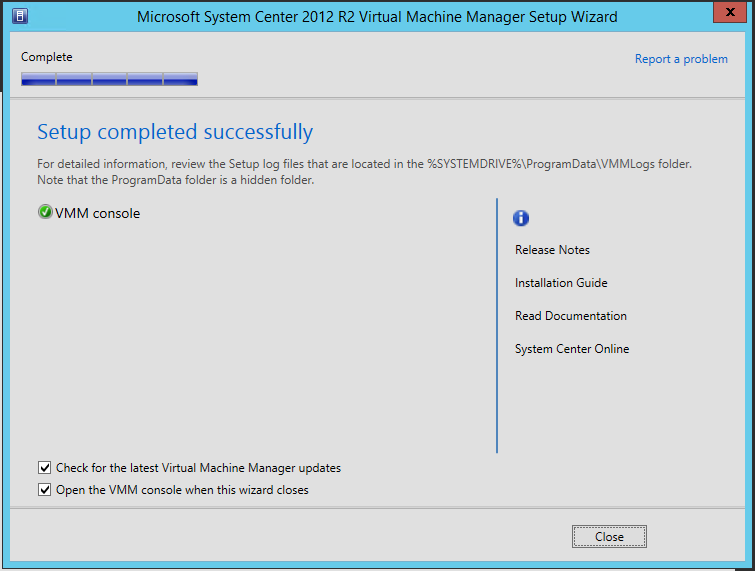 Microsoft System Center 2012 R2 Virtual Machine Manager Setup Wizard
x
Complete
Report a problem
Setup completed successfully
For detailed information, review the Setup log files that are located in the %SYSTEMDRIVE%\ProgramData\VMMLogs folder.
Note that the ProgramData folder is a hidden folder.
VMM console
Release Notes
Installation Guide
Read Documentation
System Center Online
Check for the latest Virtual Machine Manager updates
Open the VMM console when this wizard closes
Close